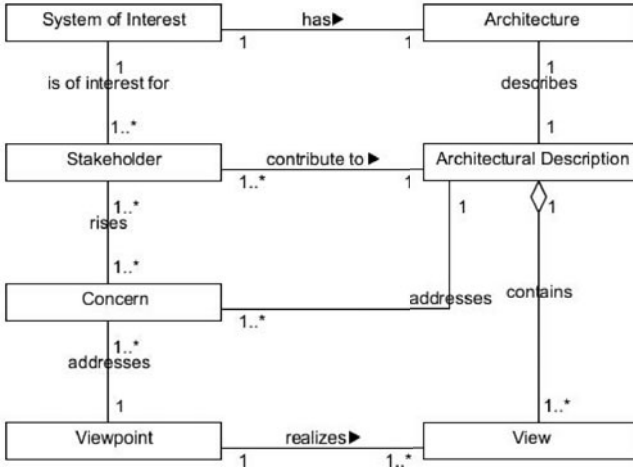 System of Interest
has▶
Architecture
1
1
1
1
is of interest for
describes
1..*
1
Stakeholder
contribute to ▶
Architectural Description
1..*
1
1..*
1
1
rises
1..*
contains
addresses
Concern
1..*
1..*
addresses
1
1..*
Viewpoint
realizes▶
View
1
1..*